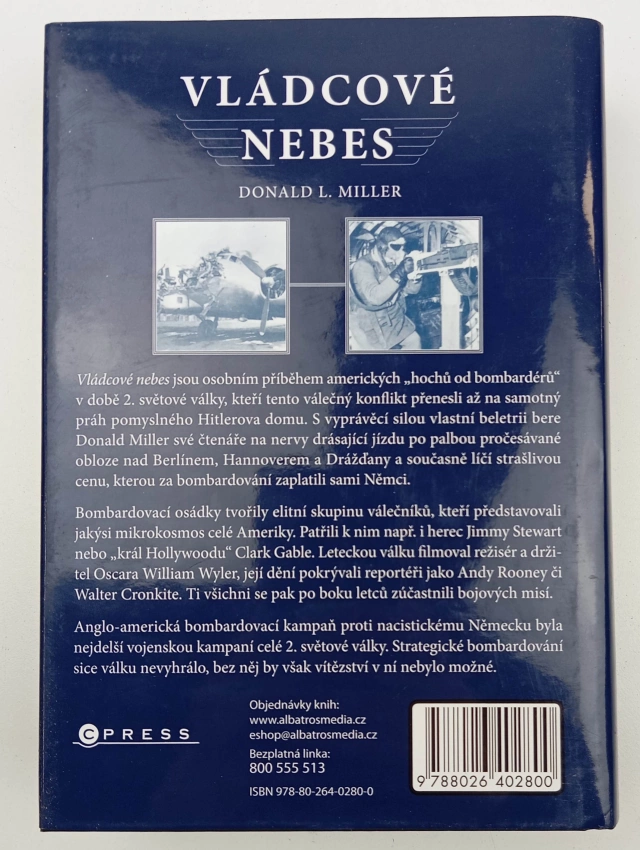 VLÁDCOVÉ
NEBES
DONALD L. MILLER
Vládcové nebes jsou osobním příběhem amerických „hochů od bombardérů“
v době 2. světové války, kteří tento válečný konflikt přenesli až na samotný
práh pomyslného Hitlerova domu. S vyprávěcí silou vlastní beletrii bere
Donald Miller své čtenáře na nervy drásající jízdu po palbou pročesávané
obloze nad Berlínem, Hannoverem a Drážďany a současně líčí strašlivou
cenu, kterou za bombardování zaplatili sami Němci.
Bombardovací osádky tvořily elitní skupinu válečníků, kteří představovali
jakýsi mikrokosmos celé Ameriky. Patřili k nim např. i herec Jimmy Stewart
nebo „král Hollywoodu“ Clark Gable. Leteckou válku filmoval režisér a drži-
tel Oscara William Wyler, její dění pokrývali reportéři jako Andy Rooney či
Walter Cronkite. Ti všichni se pak po boku letců zúčastnili bojových misí.
Anglo-americká bombardovací kampaň proti nacistickému Německu byla
nejdelší vojenskou kampaní celé 2. světové války. Strategické bombardování
sice válku nevyhrálo, bez něj by však vítězství v ní nebylo možné.
CPRESS
Objednávky knih:
www.albatrosmedia.cz
eshop@albatrosmedia.cz
Bezplatná linka:
800 555 513
ISBN 978-80-264-0280-0
9 788026 402800